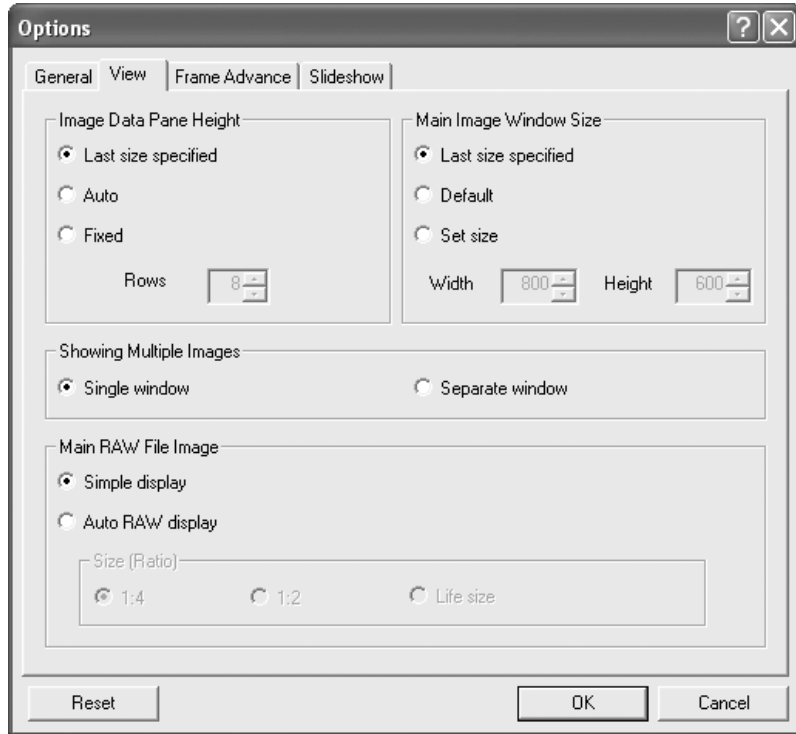 Options
General View Frame Advance Slideshow
Image Data Pane Height
Last size specified
Auto
Fixed
Rows 8
Main Image Window Size
Last size specified
Default
Set size
Width 800 Height 600
Showing Multiple Images
Single window Separate window
Main RAW File Image
Simple display
Auto RAW display
Size (Ratio)
1:4 1:2 Life size
Reset OK Cancel